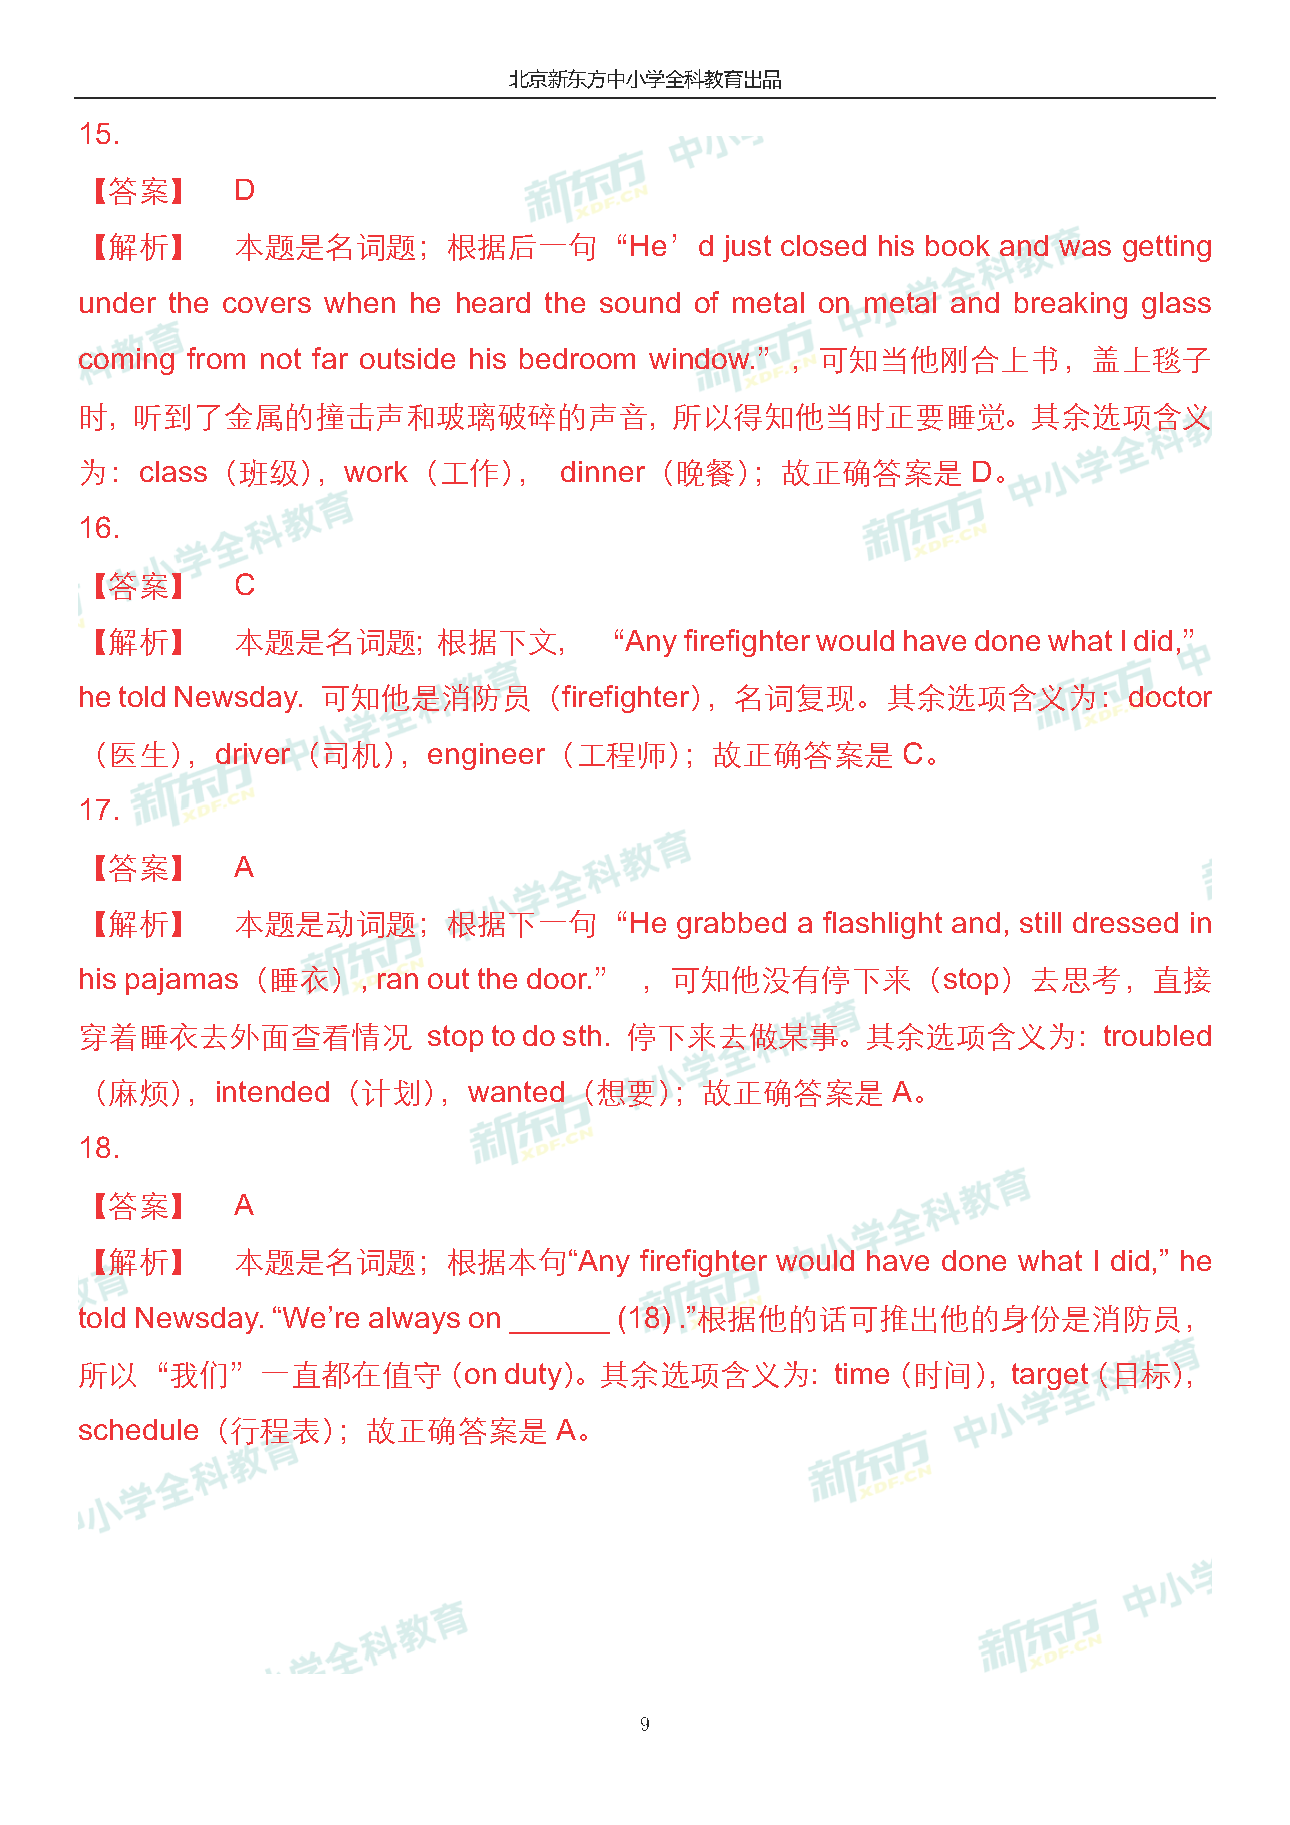 北京新东方中小学全科教育出品
15.
【答案】 D
【解析】 本题是名词题；根据后一句“He’d just closed his book and was getting
under the covers when he heard the sound of metal on metal and breaking glass
coming from not far outside his bedroom window.”，可知当他刚合上书，盖上毯子
时，听到了金属的撞击声和玻璃破碎的声音，所以得知他当时正要睡觉。其余选项含义
为：class（班级），work（工作）， dinner（晚餐）；故正确答案是 D。
16.
【答案】 C
【解析】 本题是名词题; 根据下文， “Any firefighter would have done what I did,”
he told Newsday. 可知他是消防员（firefighter），名词复现。其余选项含义为：doctor
（医生），driver（司机），engineer（工程师）；故正确答案是 C。
17.
【答案】 A
【解析】 本题是动词题；根据下一句“He grabbed a flashlight and, still dressed in
his pajamas（睡衣）, ran out the door.” ，可知他没有停下来（stop）去思考，直接
穿着睡衣去外面查看情况 stop to do sth. 停下来去做某事。其余选项含义为：troubled
（麻烦），intended（计划），wanted（想要）；故正确答案是 A。
18.
【答案】 A
【解析】 本题是名词题；根据本句“Any firefighter would have done what I did,” he
told Newsday. “We’re always on ______ (18) .”根据他的话可推出他的身份是消防员，
所以“我们”一直都在值守（on duty）。其余选项含义为：time（时间），target（目标），
schedule（行程表）；故正确答案是 A。
9